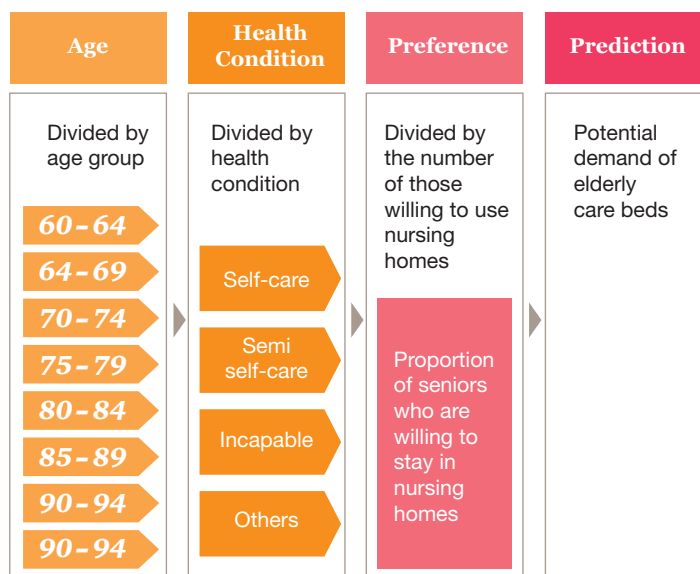 Age
Divided by
age group
60–64
64–69
70–74
75–79
80–84
85–89
90–94
90–94
Health
Condition
Divided by
health
condition
Self-care
Semi
self-care
Incapable
Others
Preference
Divided by
the number
of those
willing to use
nursing
homes
Proportion
of seniors
who are
willing to
stay in
nursing
homes
Prediction
Potential
demand of
elderly
care beds